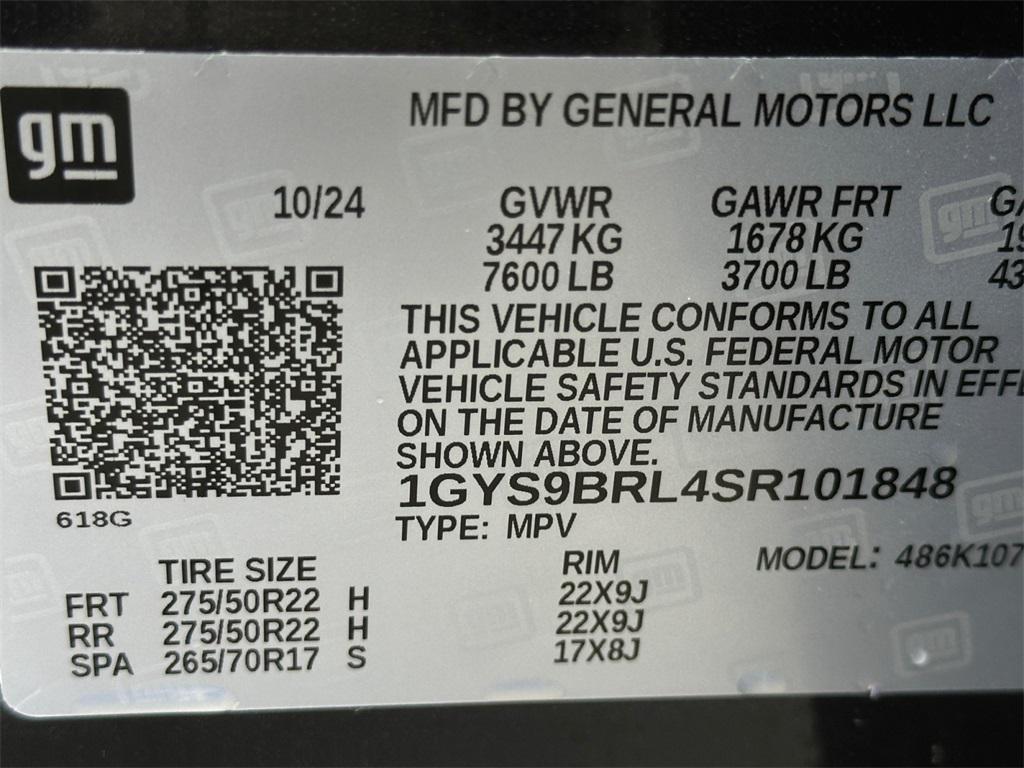 gm
MFD BY GENERAL MOTORS LLC
10/24
GVWR GAWR FRT
3447 KG 1678 KG
7600 LB 3700 LB
THIS VEHICLE CONFORMS TO ALL
APPLICABLE U.S. FEDERAL MOTOR
VEHICLE SAFETY STANDARDS IN
ON THE DATE OF MANUFACTURE
SHOWN ABOVE.
1GYS9BRL4SR101848
618G
TYPE: MPV
MODEL: 486K107
TIRE SIZE RIM
FRT 275/50R22 H 22X9J
RR 275/50R22 H 22X9J
SPA 265/70R17 S 17X8J